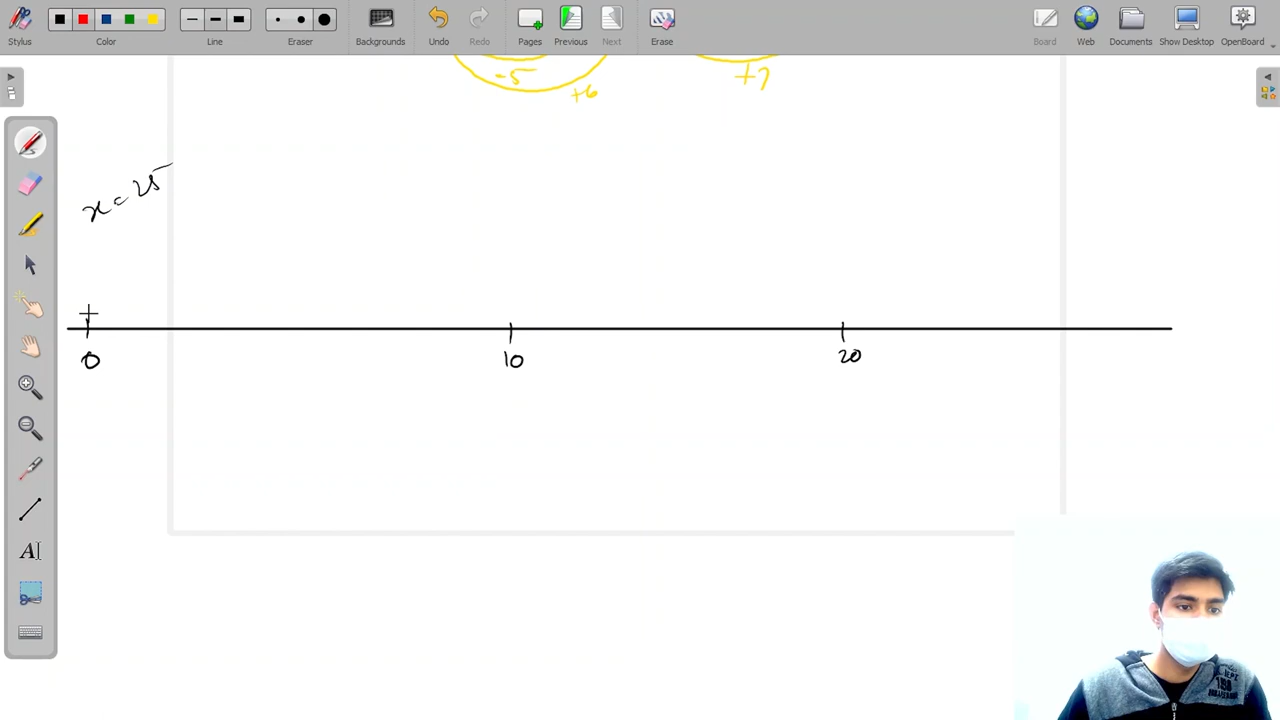 Stylus
Color
Line
Eraser
Backgrounds
Undo
Redo
Pages
Previous
Next
Erase
Board
Web
Documents
Show Desktop
OpenBoard
-5
+6
+7
x = 25
0
10
20
A
158